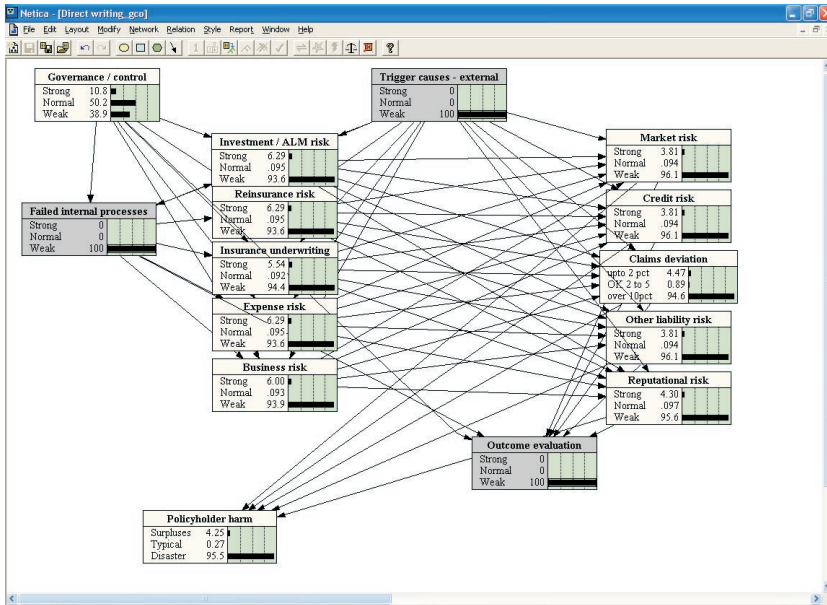 Netica - [Direct writing_gco]
File Edit Layout Modify Network Relation Style Report Window Help
Governance / control
Strong 10.8
Normal 50.2
Weak 38.9
Trigger causes - external
Strong 0
Normal 0
Weak 100
Investment / ALM risk
Strong 6.29
Normal .095
Weak 93.6
Market risk
Strong 3.81
Normal .094
Weak 96.1
Reinsurance risk
Strong 6.29
Normal .095
Weak 93.6
Credit risk
Strong 3.81
Normal .094
Weak 96.1
Failed internal processes
Strong 0
Normal 0
Weak 100
Insurance underwriting
Strong 5.54
Normal .092
Weak 94.4
Claims deviation
upto 2 pct 4.47
OK 2 to 5 0.89
over 10pct 94.6
Expense risk
Strong 6.29
Normal .095
Weak 93.6
Other liability risk
Strong 3.81
Normal .094
Weak 96.1
Business risk
Strong 6.00
Normal .093
Weak 93.9
Reputational risk
Strong 4.30
Normal .097
Weak 95.6
Outcome evaluation
Strong 0
Normal 0
Weak 100
Policyholder harm
Surpluses 4.25
Typical 0.27
Disaster 95.5